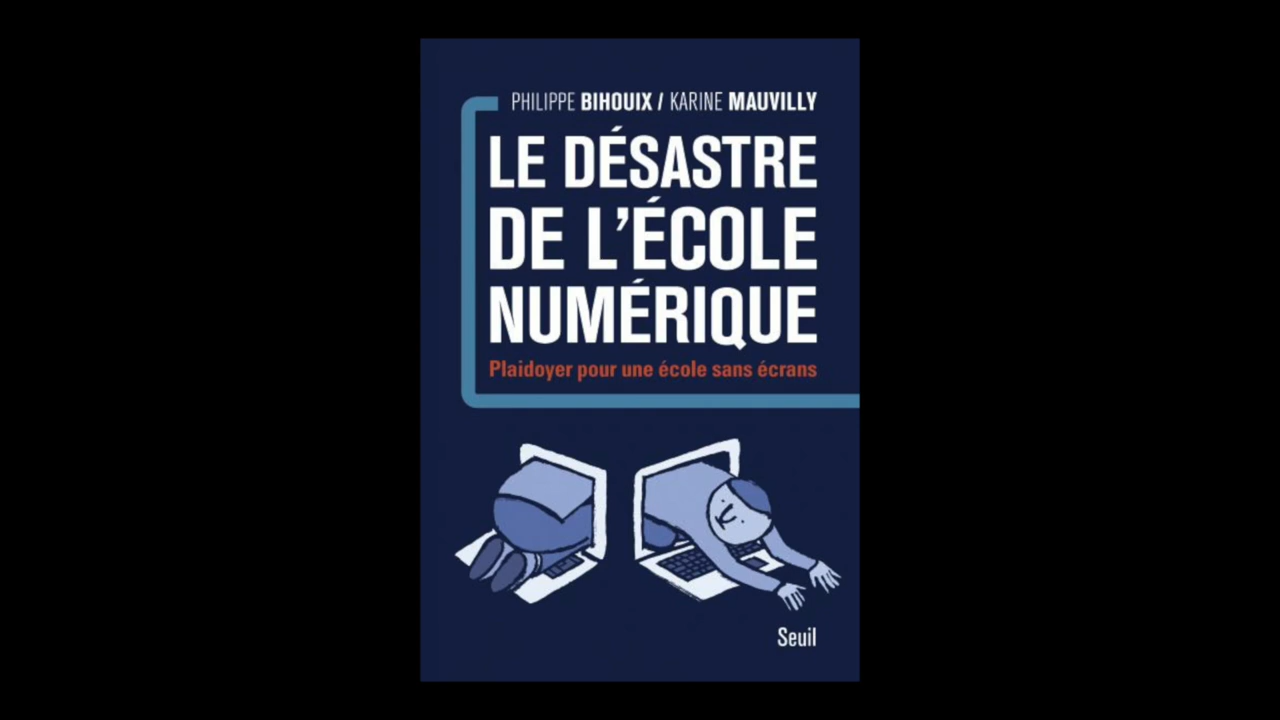 PHILIPPE BIHOUIX / KARINE MAUVILLY
LE DÉSASTRE
DE L'ÉCOLE
NUMÉRIQUE
Plaidoyer pour une école sans écrans
Seuil